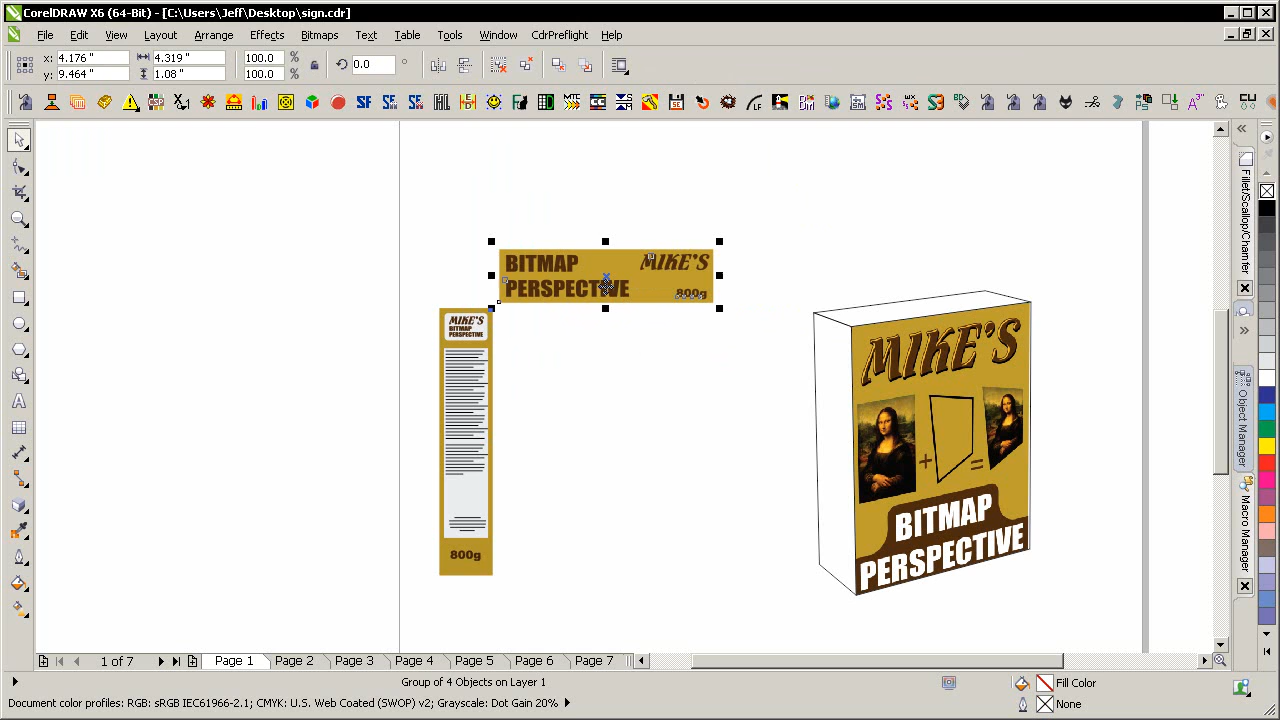 CorelDRAW X6 (64-Bit) - [C:\Users\Jeff\Desktop\sign.cdr]
File Edit View Layout Arrange Effects Bitmaps Text Table Tools Window CdrPreflight Help
x: 4.176 " 4.319 " 100.0 % 0.0 °
y: 9.464 " 1.08 " 100.0 %
BITMAP MIKE'S
PERSPECTIVE 800g
MIKE'S
BITMAP
PERSPECTIVE
800g
MIKE'S
+ =
BITMAP
PERSPECTIVE
Fillet/Scallop/Chamfer
Object Manager
Macro Manager
1 of 7 Page 1 Page 2 Page 3 Page 4 Page 5 Page 6 Page 7
Group of 4 Objects on Layer 1 Fill Color
Document color profiles: RGB: sRGB IEC61966-2.1; CMYK: U.S. Web Coated (SWOP) v2; Grayscale: Dot Gain 20% None